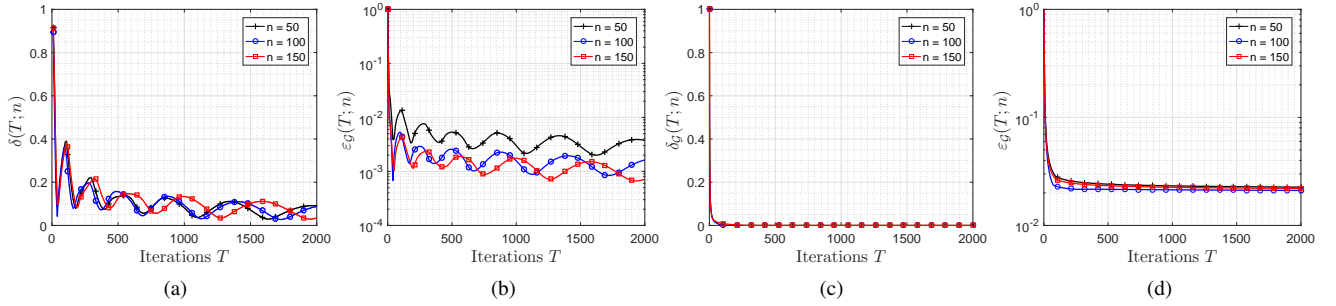 1
0.8
0.6
0.4
0.2
0
0 500 1000 1500 2000
δ(T; n)
Iterations T
n = 50
n = 100
n = 150
(a)
10^0
10^-1
10^-2
10^-3
10^-4
0 500 1000 1500 2000
ε_𝒢(T; n)
Iterations T
n = 50
n = 100
n = 150
(b)
1
0.8
0.6
0.4
0.2
0
0 500 1000 1500 2000
δ_𝒢(T; n)
Iterations T
n = 50
n = 100
n = 150
(c)
10^0
10^-1
10^-2
0 500 1000 1500 2000
ε_𝒢(T; n)
Iterations T
n = 50
n = 100
n = 150
(d)